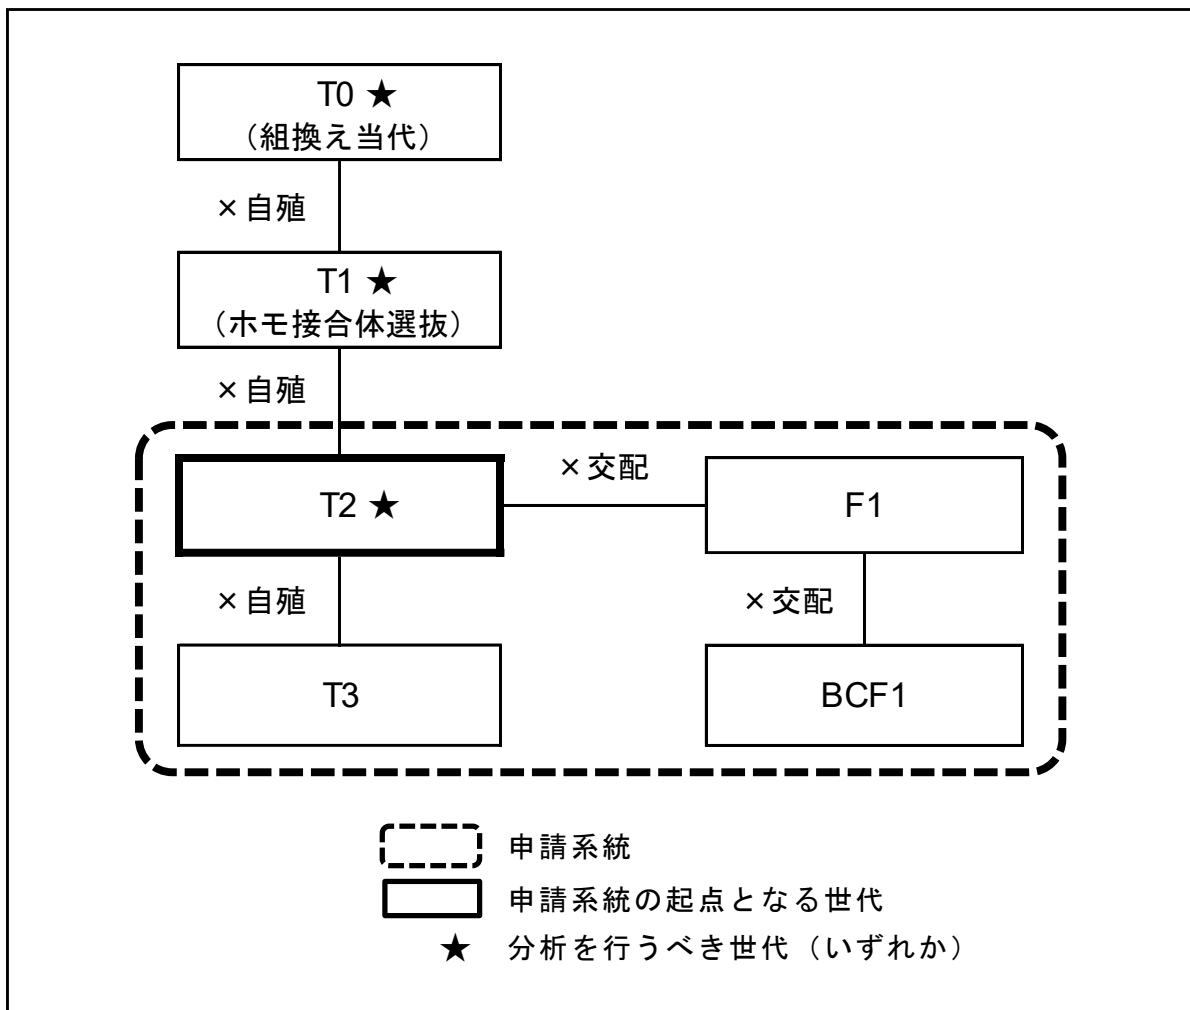 T0 ★
（組換え当代）
×自殖
T1 ★
（ホモ接合体選抜）
×自殖
×交配
T2 ★
F1
×自殖
×交配
T3
BCF1
申請系統
申請系統の起点となる世代
★ 分析を行うべき世代（いずれか）